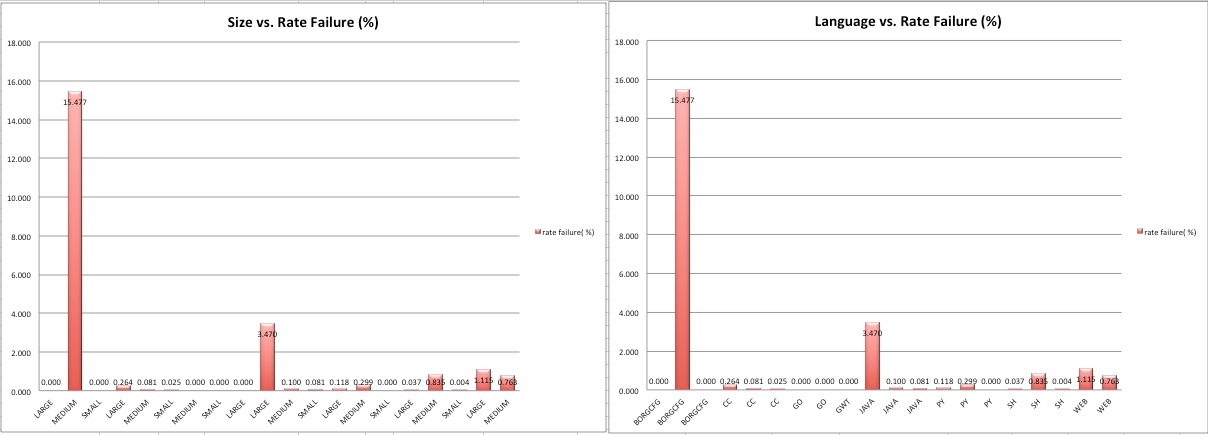 Size vs. Rate Failure (%)
18.000
16.000
14.000
12.000
10.000
8.000
6.000
4.000
2.000
0.000
0.000 15.477 0.000 0.264 0.081 0.025 0.000 0.000 0.000 3.470 0.100 0.081 0.118 0.299 0.000 0.037 0.835 0.004 1.115 0.763
LARGE MEDIUM SMALL LARGE MEDIUM SMALL MEDIUM SMALL LARGE LARGE MEDIUM SMALL LARGE MEDIUM SMALL LARGE MEDIUM SMALL LARGE MEDIUM
rate failure( %)
Language vs. Rate Failure (%)
18.000
16.000
14.000
12.000
10.000
8.000
6.000
4.000
2.000
0.000
0.000 15.477 0.000 0.264 0.081 0.025 0.000 0.000 0.000 3.470 0.100 0.081 0.118 0.299 0.000 0.037 0.835 0.004 1.115 0.763
BORGCFG BORGCFG BORGCFG CC CC CC GO GO GWT JAVA JAVA JAVA PY PY PY SH SH SH WEB WEB
rate failure( %)